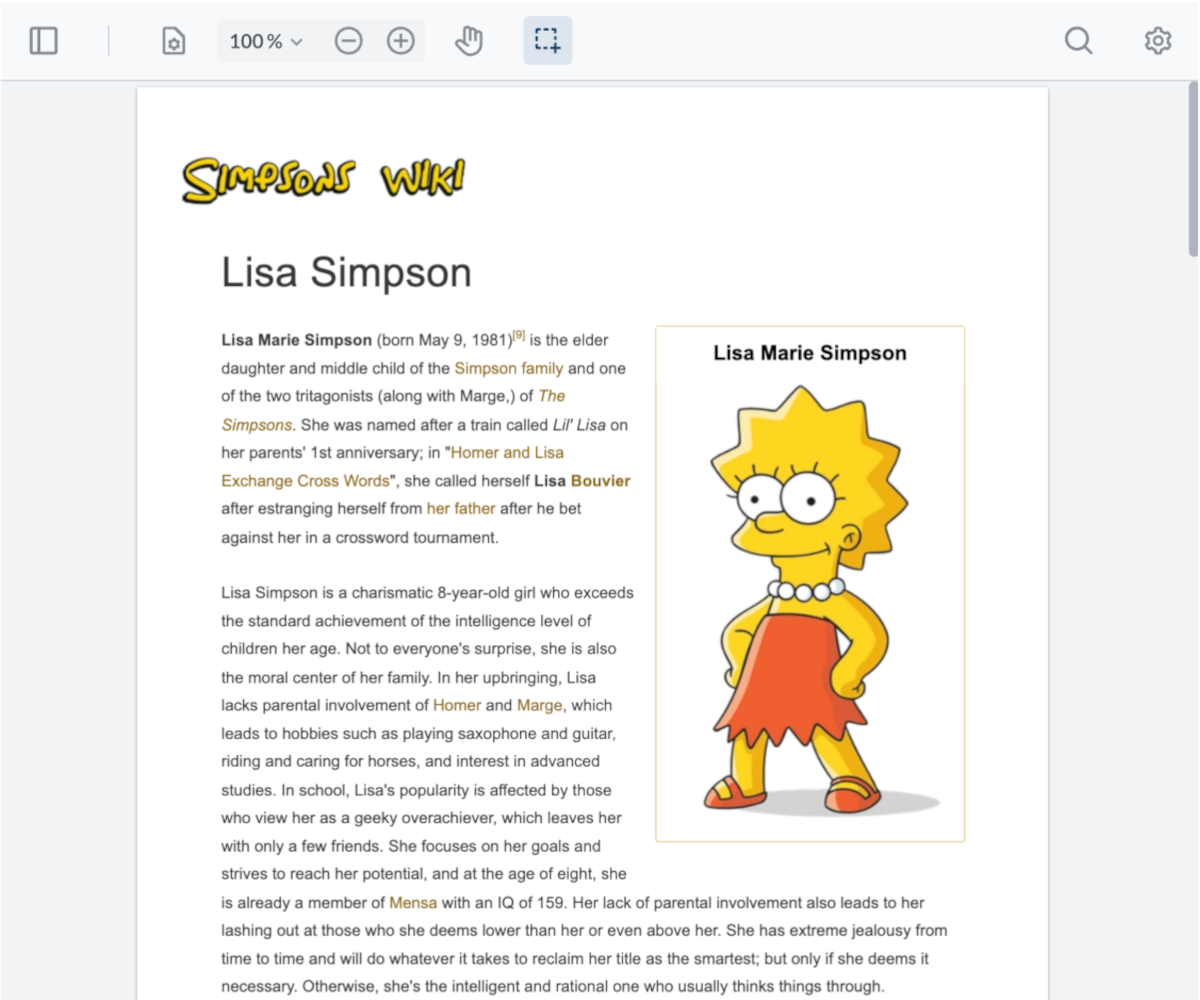 100%
SIMPSONS WIKI
Lisa Simpson
Lisa Marie Simpson (born May 9, 1981)[9] is the elder
daughter and middle child of the Simpson family and one
of the two tritagonists (along with Marge,) of The
Simpsons. She was named after a train called Lil' Lisa on
her parents' 1st anniversary; in "Homer and Lisa
Exchange Cross Words", she called herself Lisa Bouvier
after estranging herself from her father after he bet
against her in a crossword tournament.
Lisa Marie Simpson
Lisa Simpson is a charismatic 8-year-old girl who exceeds
the standard achievement of the intelligence level of
children her age. Not to everyone's surprise, she is also
the moral center of her family. In her upbringing, Lisa
lacks parental involvement of Homer and Marge, which
leads to hobbies such as playing saxophone and guitar,
riding and caring for horses, and interest in advanced
studies. In school, Lisa's popularity is affected by those
who view her as a geeky overachiever, which leaves her
with only a few friends. She focuses on her goals and
strives to reach her potential, and at the age of eight, she
is already a member of Mensa with an IQ of 159. Her lack of parental involvement also leads to her
lashing out at those who she deems lower than her or even above her. She has extreme jealousy from
time to time and will do whatever it takes to reclaim her title as the smartest; but only if she deems it
necessary. Otherwise, she's the intelligent and rational one who usually thinks things through.